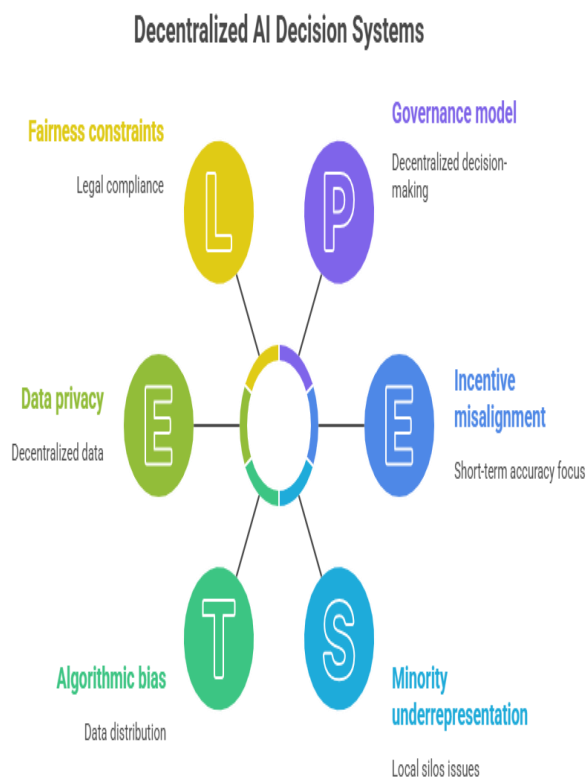 Decentralized AI Decision Systems
Fairness constraints
Legal compliance
L
P
Governance model
Decentralized decision-
making
Data privacy
Decentralized data
E
E
Incentive
misalignment
Short-term accuracy focus
T
S
Algorithmic bias
Data distribution
Minority
underrepresentation
Local silos issues